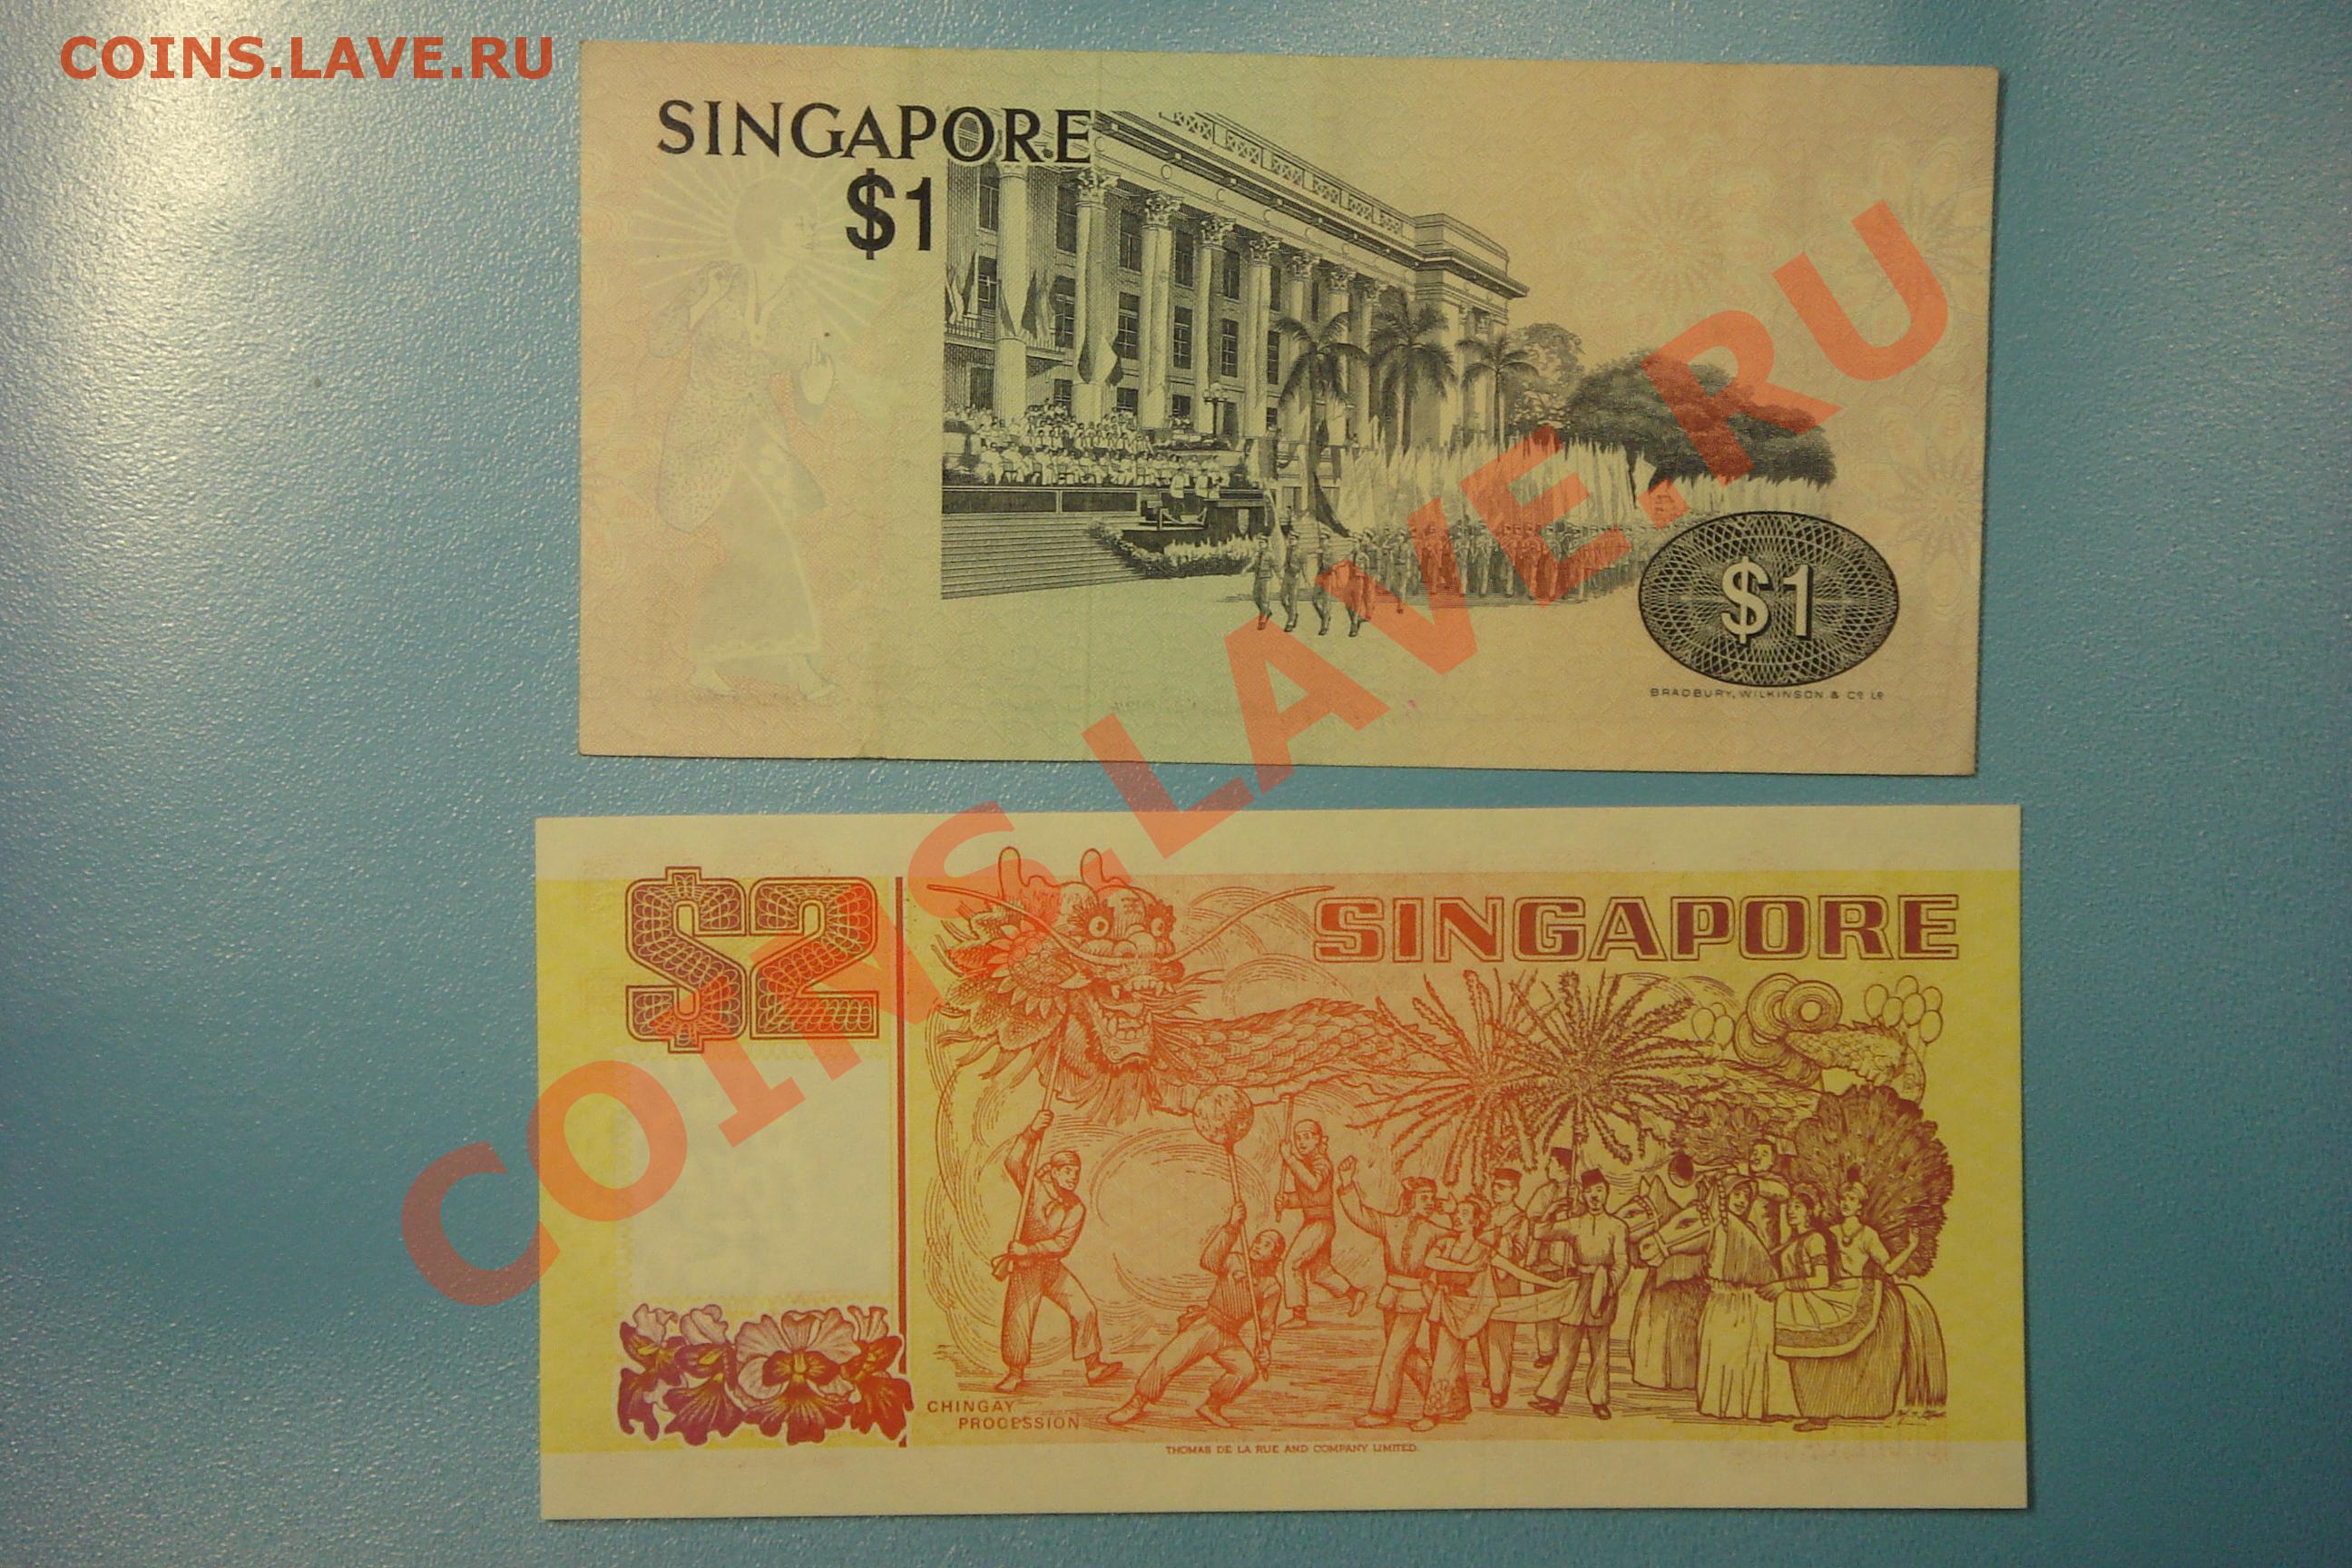 COINS.LAVE.RU
SINGAPORE
$1
$1
BRADBURY, WILKINSON & Cº Lº
COINS.LAVE.RU
$2
SINGAPORE
CHINGAY
PROCESSION
THOMAS DE LA RUE AND COMPANY LIMITED.